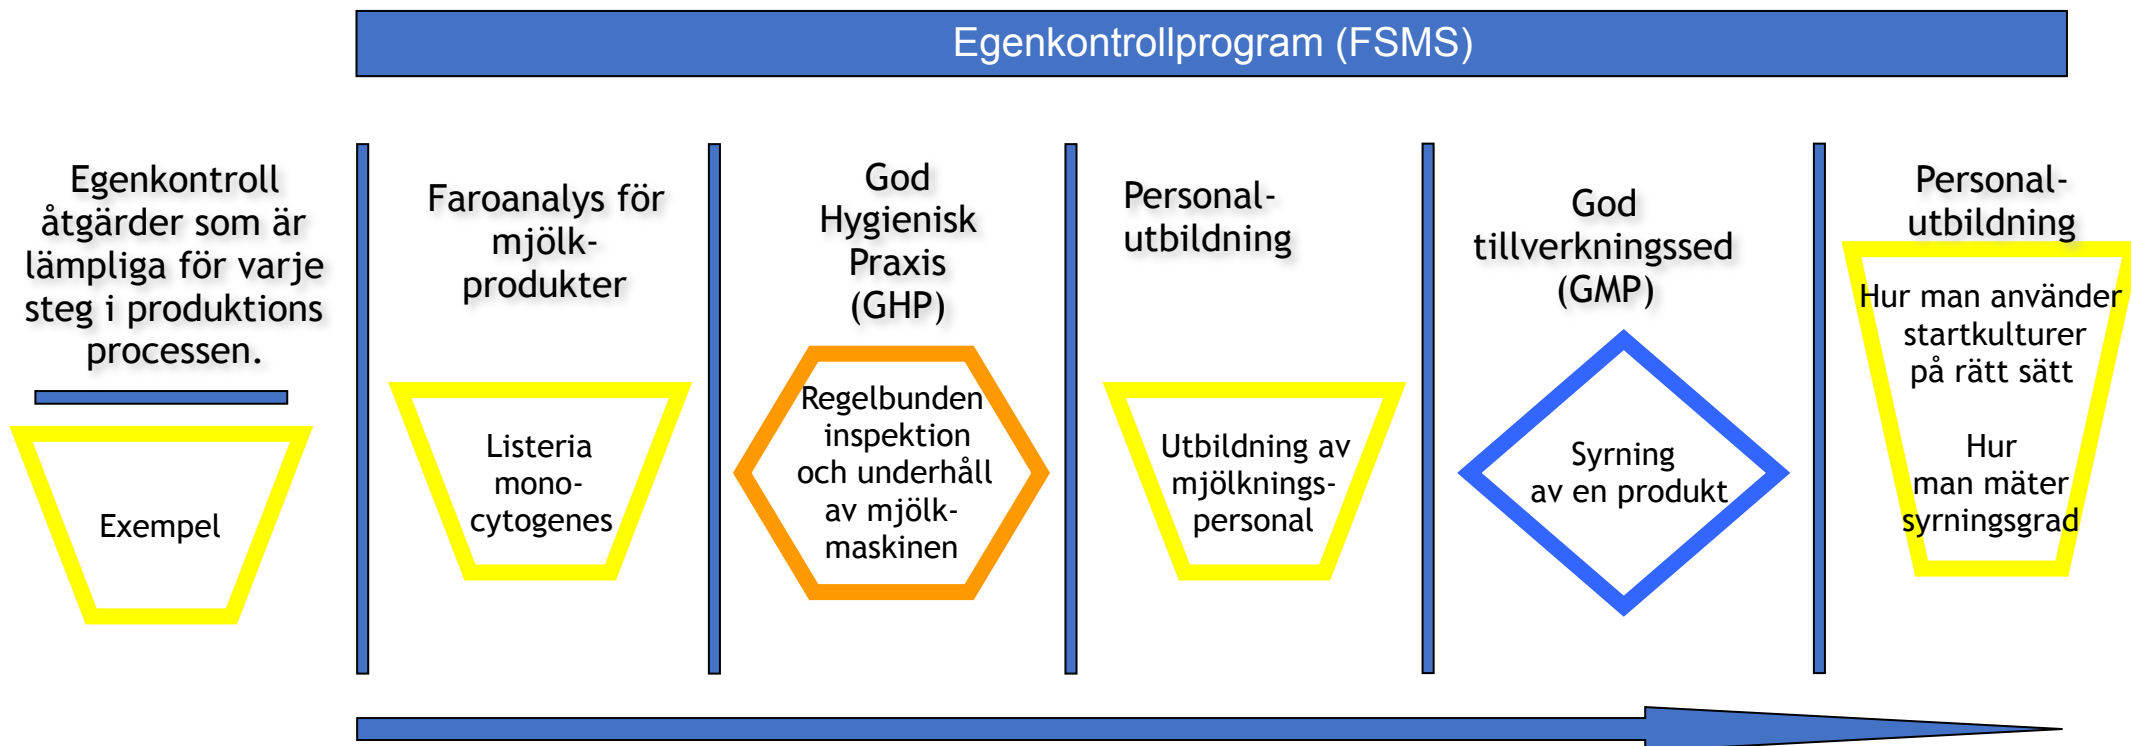 Egenkontrollprogram (FSMS)
Egenkontroll
åtgärder som är
lämpliga för varje
steg i produktions
processen.
Exempel
Faroanalys för
mjölk-
produkter
Listeria
mono-
cytogenes
God
Hygienisk
Praxis
(GHP)
Regelbunden
inspektion
och underhåll
av mjölk-
maskinen
Personal-
utbildning
Utbildning av
mjölknings-
personal
God
tillverkningssed
(GMP)
Syrning
av en produkt
Personal-
utbildning
Hur man använder
startkulturer
på rätt sätt
Hur
man mäter
syrningsgrad